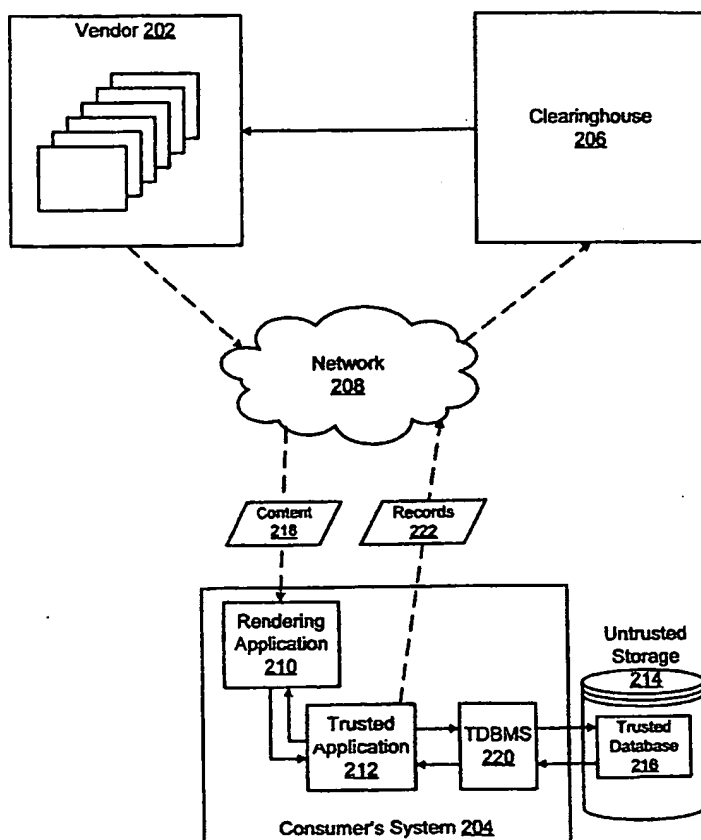 Vendor 202
Clearinghouse
206
Network
208
Content
218
Records
222
Rendering
Application
210
Untrusted
Storage
214
Trusted
Application
212
TDBMS
220
Trusted
Database
216
Consumer's System 204